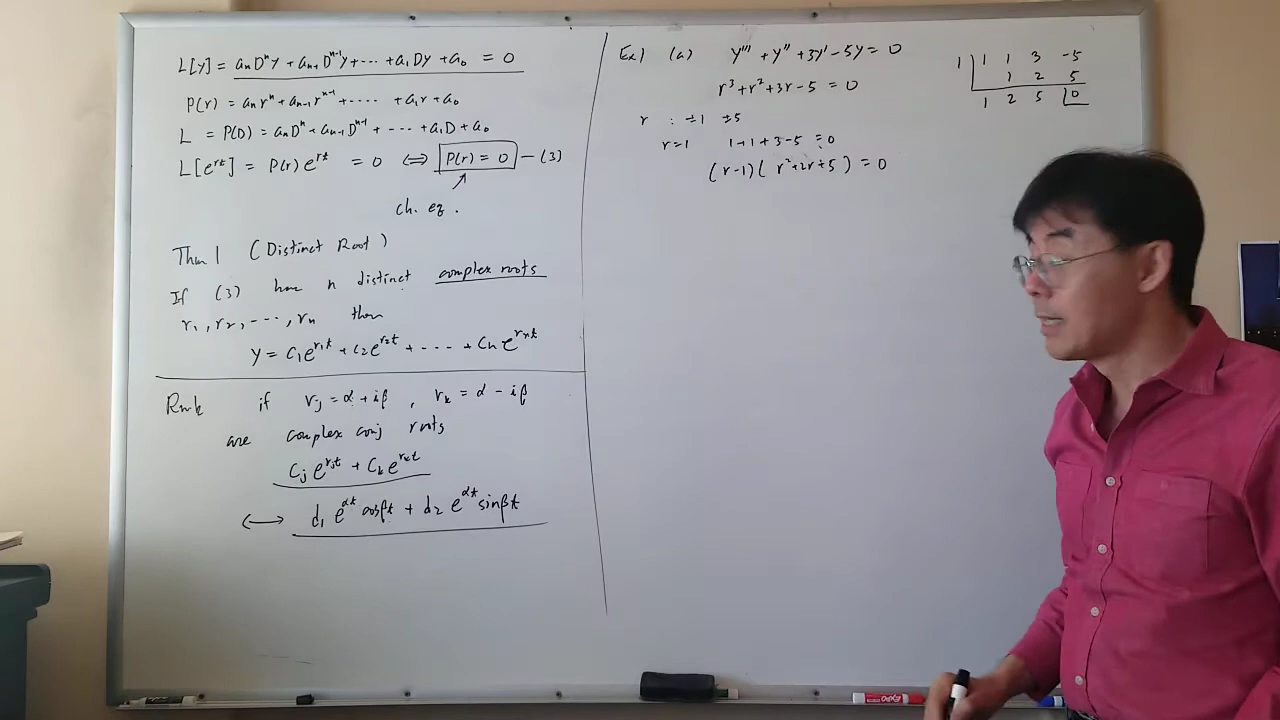 L[y] = aₙDⁿy + aₙ₋₁Dⁿ⁻¹y + ⋯ + a₁Dy + a₀ = 0
P(r) = aₙrⁿ + aₙ₋₁rⁿ⁻¹ + ⋯⋅ + a₁r + a₀
L = P(D) = aₙDⁿ + aₙ₋₁Dⁿ⁻¹ + ⋯ + a₁D + a₀
L[e^{rt}] = P(r)e^{rt} = 0 ⟺ P(r) = 0 — (3)
ch. eq.
Thm 1 (Distinct Root)
If (3) has n distinct complex roots
r₁, r₂, ⋯, rₙ then
y = c₁e^{r₁t} + c₂e^{r₂t} + ⋯⋅ + cₙe^{rₙt}
Rmk if rⱼ = α + iβ, rₖ = α - iβ
are complex conj roots
cⱼe^{rⱼt} + cₖe^{rₖt}
⟷ d₁e^{αt}cosβt + d₂e^{αt}sinβt
Ex) (a) y''' + y'' + 3y' - 5y = 0
r³ + r² + 3r - 5 = 0
r : ±1 ±5
r=1 1+1+3-5 = 0
(r-1)(r²+2r+5) = 0
1 | 1 1 3 -5
1 2 5
1 2 5 |0